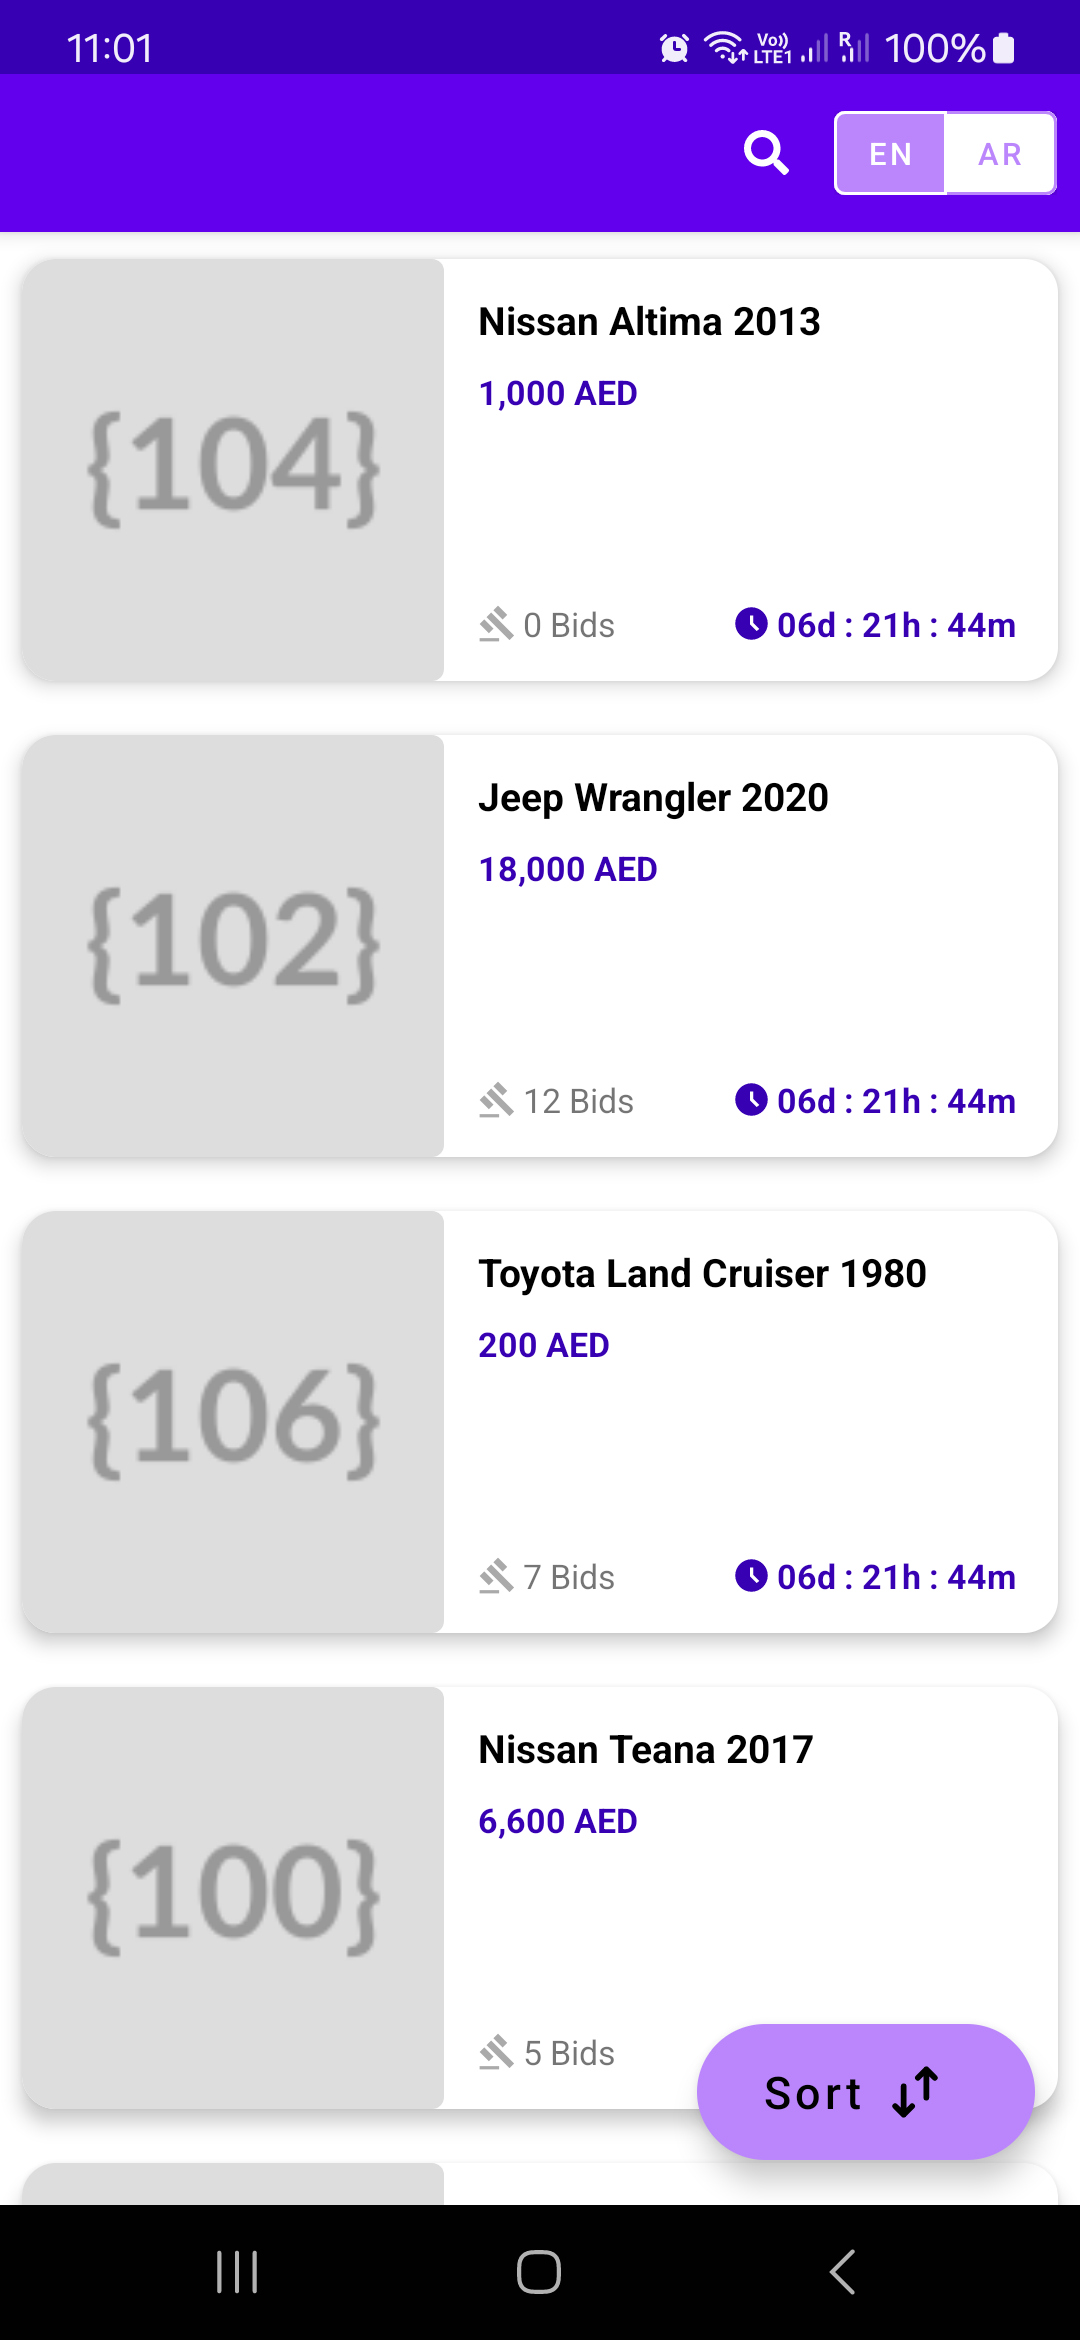 11:01 Vo)) LTE1 R 100%
EN AR
{104}
Nissan Altima 2013
1,000 AED
0 Bids 06d : 21h : 44m
{102}
Jeep Wrangler 2020
18,000 AED
12 Bids 06d : 21h : 44m
{106}
Toyota Land Cruiser 1980
200 AED
7 Bids 06d : 21h : 44m
{100}
Nissan Teana 2017
6,600 AED
5 Bids
Sort